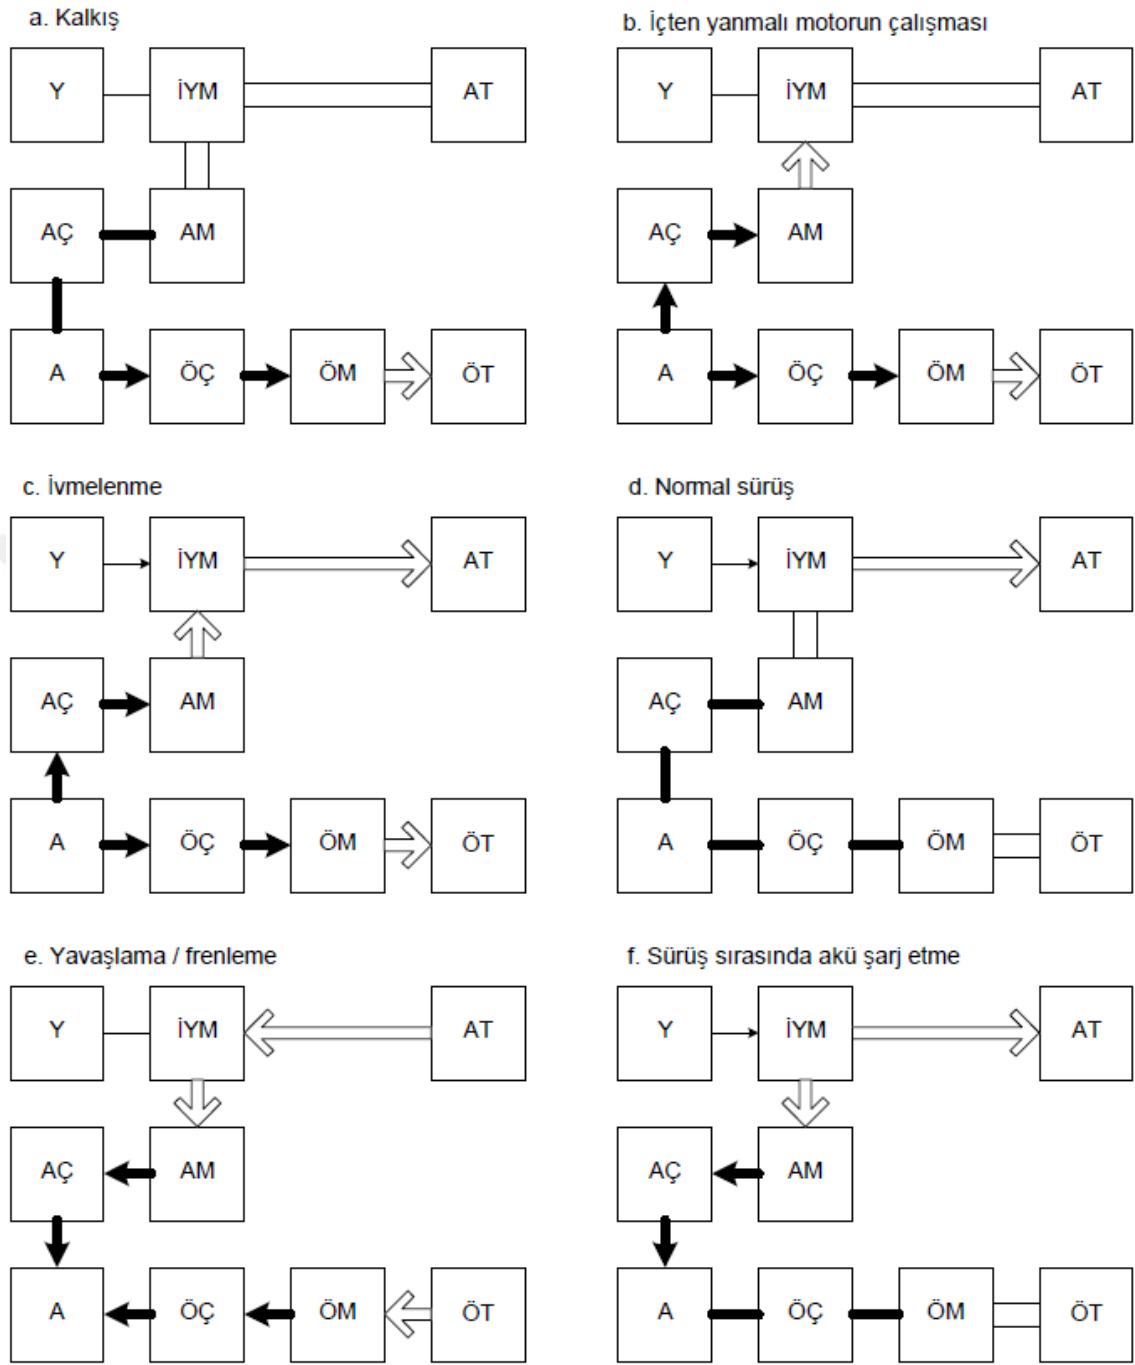 a. Kalkış
b. İçten yanmalı motorun çalışması
Y İYM AT
Y İYM AT
AÇ AM
AÇ AM
A ÖÇ ÖM ÖT
A ÖÇ ÖM ÖT
c. İvmelenme
d. Normal sürüş
Y İYM AT
Y İYM AT
AÇ AM
AÇ AM
A ÖÇ ÖM ÖT
A ÖÇ ÖM ÖT
e. Yavaşlama / frenleme
f. Sürüş sırasında akü şarj etme
Y İYM AT
Y İYM AT
AÇ AM
AÇ AM
A ÖÇ ÖM ÖT
A ÖÇ ÖM ÖT